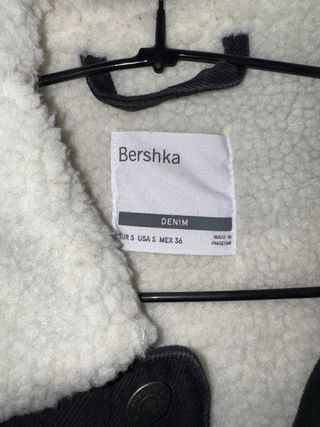 Bershka
DENIM
EUR S USA S MEX 36
MADE IN
PAKISTAN